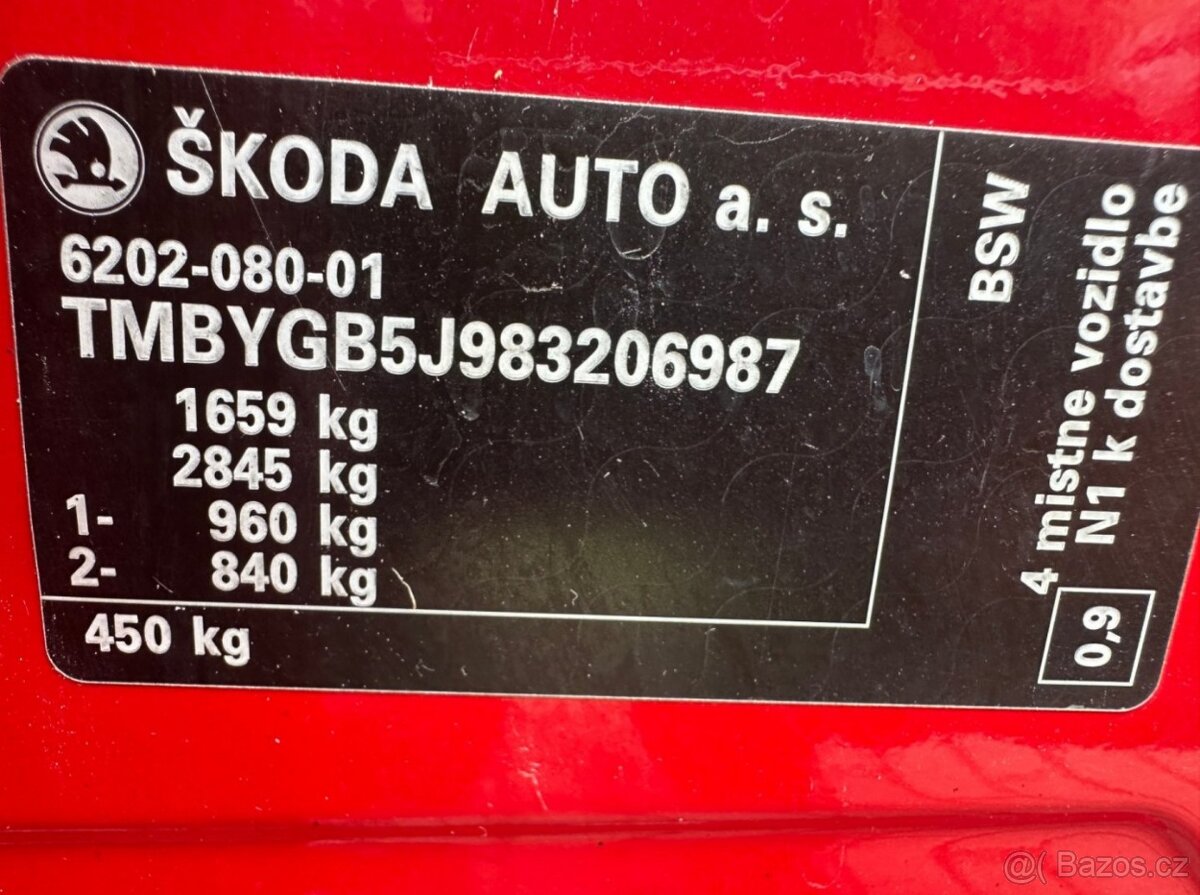 ŠKODA AUTO a. s.
6202-080-01
TMBYGB5J983206987
1659 kg
2845 kg
1- 960 kg
2- 840 kg
450 kg
BSW
4 mistne vozidlo
N1 k dostavbe
0,9
@( Bazos.cz